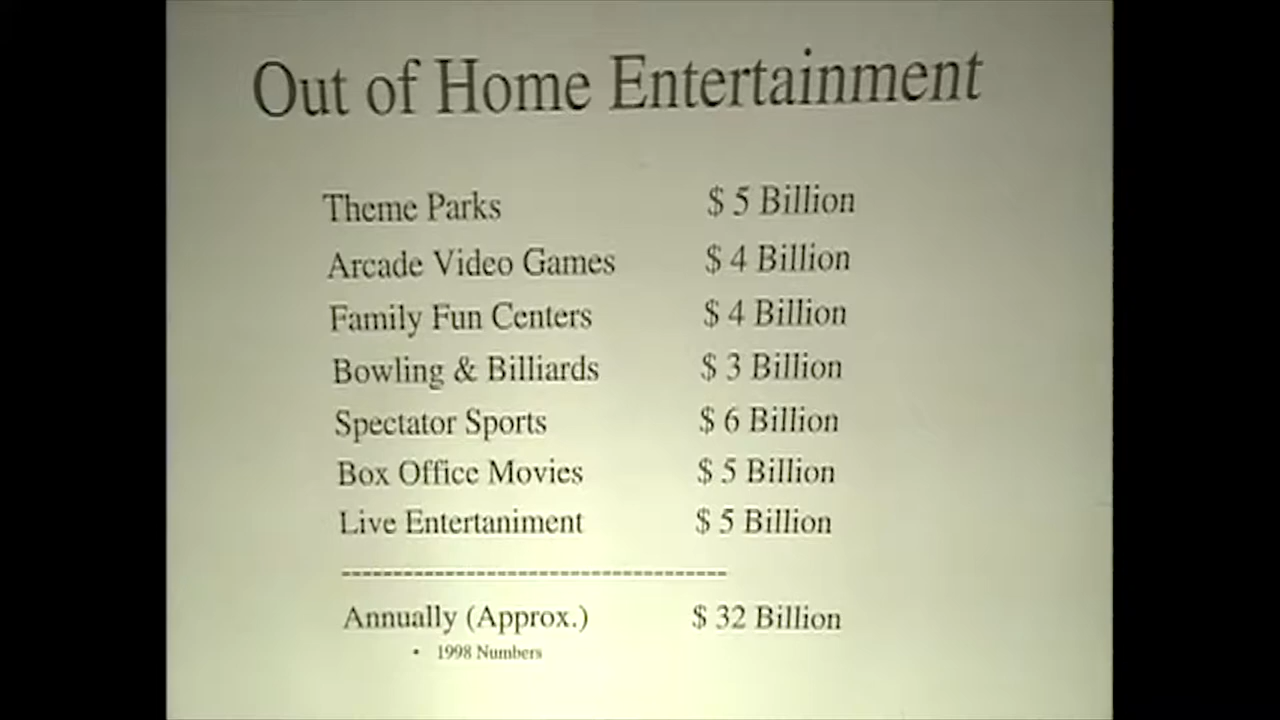 Out of Home Entertainment
Theme Parks $ 5 Billion
Arcade Video Games $ 4 Billion
Family Fun Centers $ 4 Billion
Bowling & Billiards $ 3 Billion
Spectator Sports $ 6 Billion
Box Office Movies $ 5 Billion
Live Entertaniment $ 5 Billion
-------------------------------------
Annually (Approx.) $ 32 Billion
• 1998 Numbers